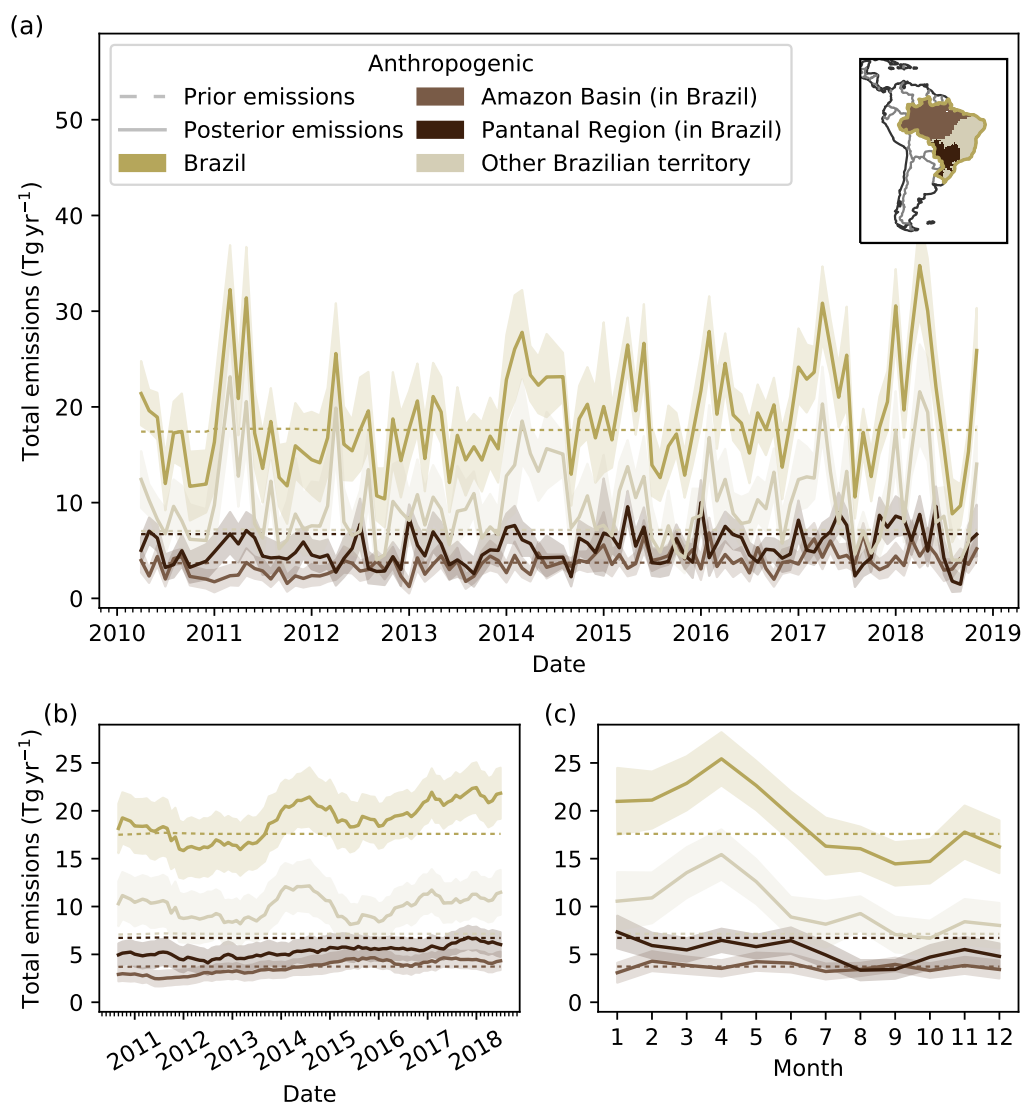 (a)
Anthropogenic
Prior emissions
Posterior emissions
Brazil
Amazon Basin (in Brazil)
Pantanal Region (in Brazil)
Other Brazilian territory
Total emissions (Tg yr⁻¹)
50
40
30
20
10
0
2010 2011 2012 2013 2014 2015 2016 2017 2018 2019
Date
(b)
Total emissions (Tg yr⁻¹)
25
20
15
10
5
0
2011 2012 2013 2014 2015 2016 2017 2018
Date
(c)
25
20
15
10
5
0
1 2 3 4 5 6 7 8 9 10 11 12
Month